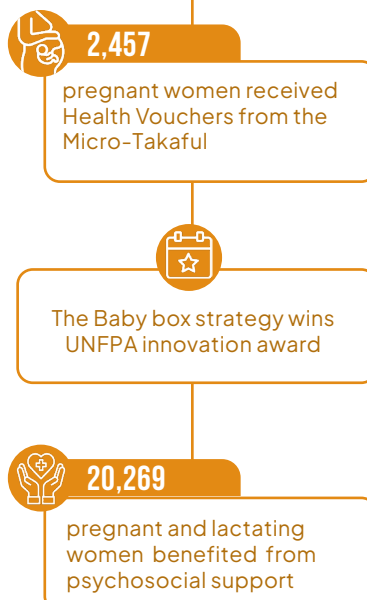 2,457
pregnant women received
Health Vouchers from the
Micro-Takaful
The Baby box strategy wins
UNFPA innovation award
20,269
pregnant and lactating
women benefited from
psychosocial support